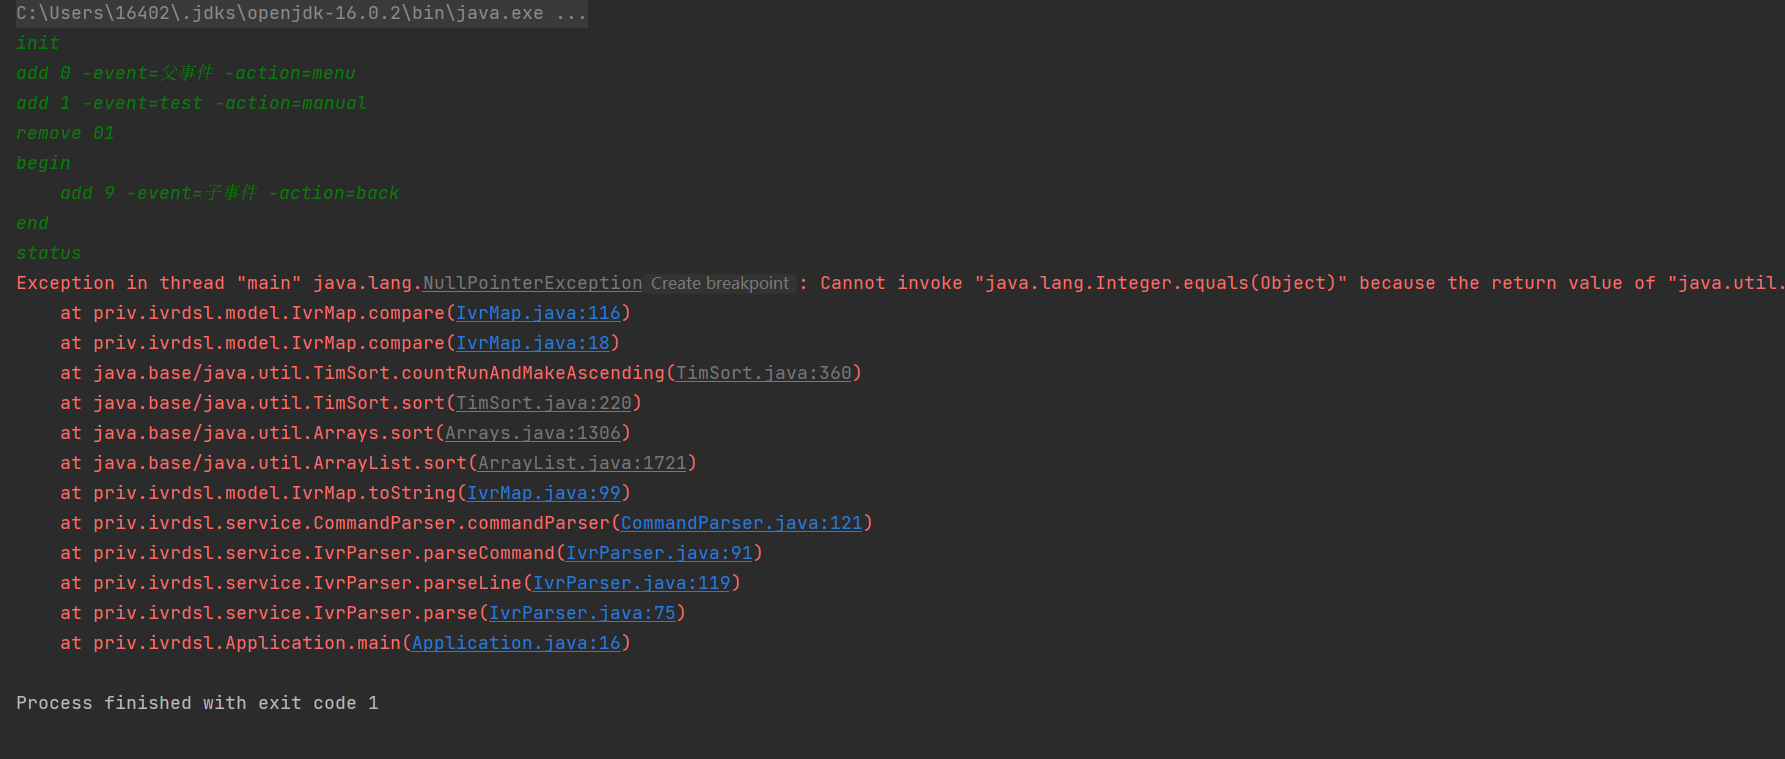 C:\Users\16402\.jdks\openjdk-16.0.2\bin\java.exe ...
init
add 0 -event=父事件 -action=menu
add 1 -event=test -action=manual
remove 01
begin
    add 9 -event=子事件 -action=back
end
status
Exception in thread "main" java.lang.NullPointerException Create breakpoint : Cannot invoke "java.lang.Integer.equals(Object)" because the return value of "java.util.
    at priv.ivrdsl.model.IvrMap.compare(IvrMap.java:116)
    at priv.ivrdsl.model.IvrMap.compare(IvrMap.java:18)
    at java.base/java.util.TimSort.countRunAndMakeAscending(TimSort.java:360)
    at java.base/java.util.TimSort.sort(TimSort.java:220)
    at java.base/java.util.Arrays.sort(Arrays.java:1306)
    at java.base/java.util.ArrayList.sort(ArrayList.java:1721)
    at priv.ivrdsl.model.IvrMap.toString(IvrMap.java:99)
    at priv.ivrdsl.service.CommandParser.commandParser(CommandParser.java:121)
    at priv.ivrdsl.service.IvrParser.parseCommand(IvrParser.java:91)
    at priv.ivrdsl.service.IvrParser.parseLine(IvrParser.java:119)
    at priv.ivrdsl.service.IvrParser.parse(IvrParser.java:75)
    at priv.ivrdsl.Application.main(Application.java:16)
Process finished with exit code 1